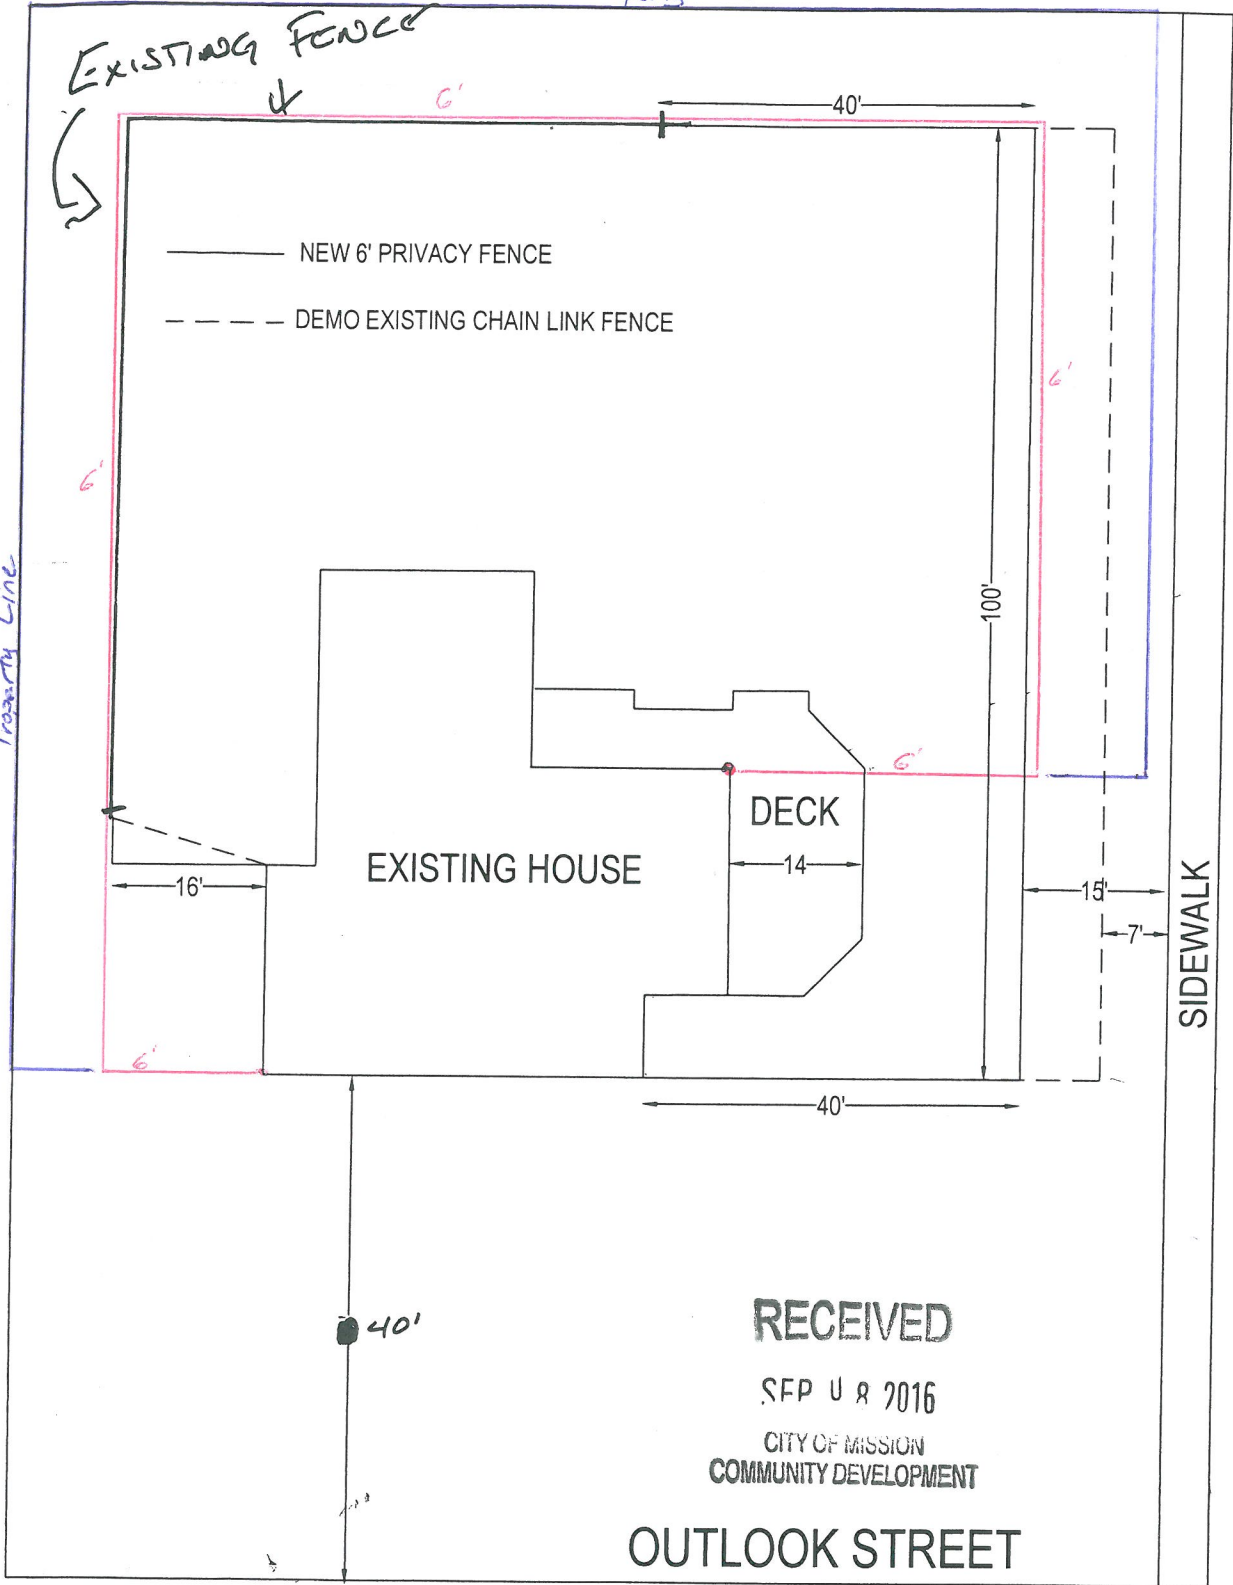 EXISTING FENCE
6'
40'
NEW 6' PRIVACY FENCE
DEMO EXISTING CHAIN LINK FENCE
6'
6'
Property Line
100'
6'
DECK
EXISTING HOUSE
14
16'
15'
7'
SIDEWALK
6'
40'
40'
RECEIVED
SEP 08 2016
CITY OF MISSION
COMMUNITY DEVELOPMENT
OUTLOOK STREET